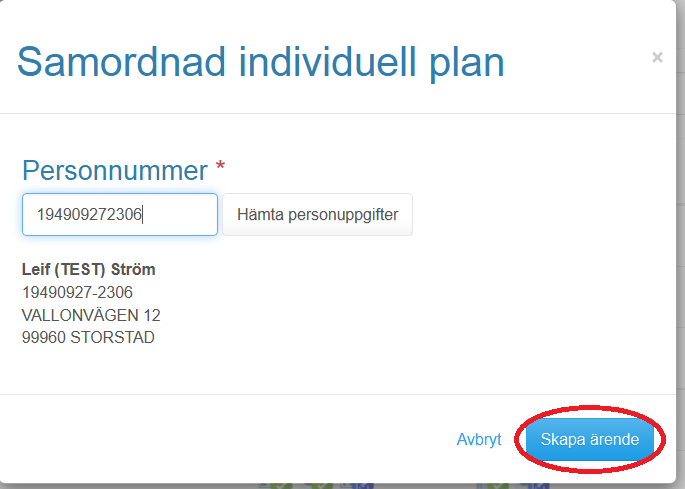 Samordnad individuell plan
×
Personnummer *
194909272306
Hämta personuppgifter
Leif (TEST) Ström
19490927-2306
VALLONVÄGEN 12
99960 STORSTAD
Avbryt
Skapa ärende